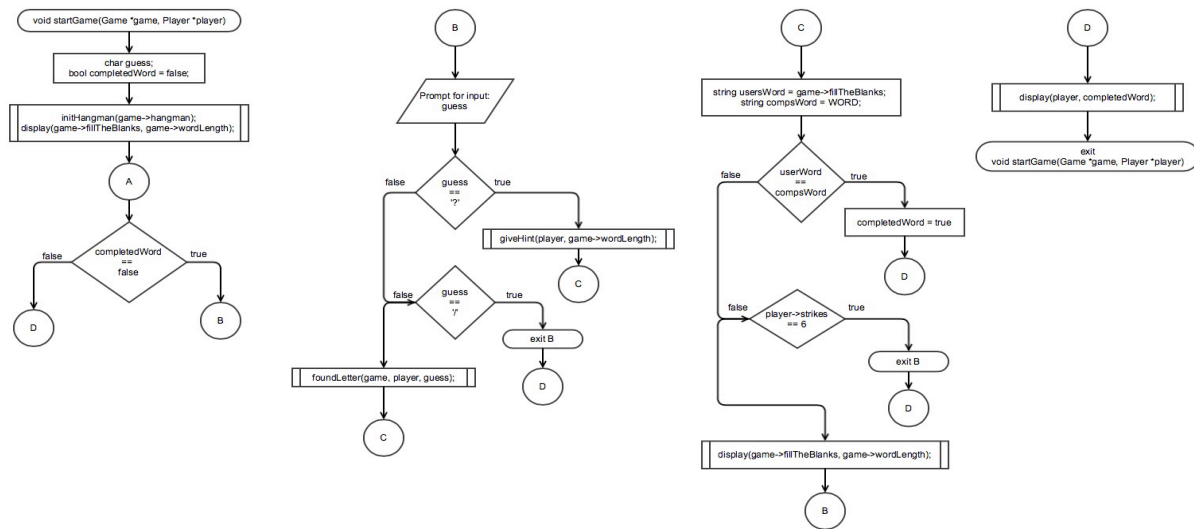 void startGame(Game *game, Player *player)
char guess;
bool completedWord = false;
initHangman(game->hangman);
display(game->fillTheBlanks, game->wordLength);
A
false
completedWord
==
false
true
D
B
B
Prompt for input:
guess
false
guess
==
'?'
true
giveHint(player, game->wordLength);
C
false
guess
==
'/'
true
exit B
D
foundLetter(game, player, guess);
C
C
string usersWord = game->fillTheBlanks;
string compsWord = WORD;
false
userWord
==
compsWord
true
completedWord = true
D
false
player->strikes
== 6
true
exit B
D
display(game->fillTheBlanks, game->wordLength);
B
D
display(player, completedWord);
exit
void startGame(Game *game, Player *player)